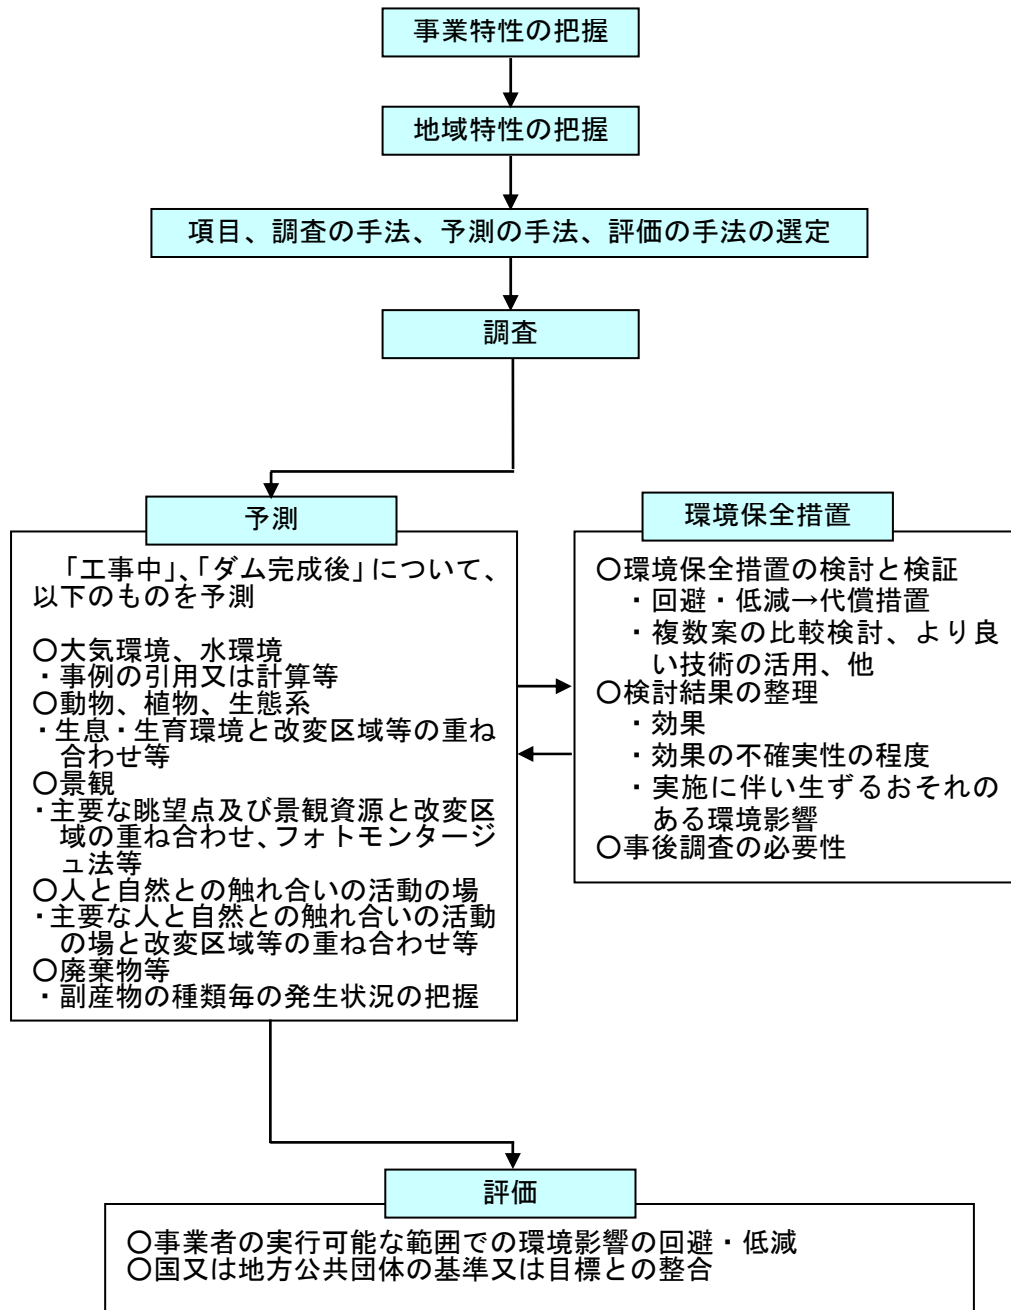 事業特性の把握
地域特性の把握
項目、調査の手法、予測の手法、評価の手法の選定
調査
予測
「工事中」、「ダム完成後」について、
以下のものを予測
○大気環境、水環境
・事例の引用又は計算等
○動物、植物、生態系
・生息・生育環境と改変区域等の重ね
合わせ等
○景観
・主要な眺望点及び景観資源と改変区
域の重ね合わせ、フォトモンタージ
ュ法等
○人と自然との触れ合いの活動の場
・主要な人と自然との触れ合いの活動
の場と改変区域等の重ね合わせ等
○廃棄物等
・副産物の種類毎の発生状況の把握
環境保全措置
○環境保全措置の検討と検証
・回避・低減→代償措置
・複数案の比較検討、より良
い技術の活用、他
○検討結果の整理
・効果
・効果の不確実性の程度
・実施に伴い生ずるおそれの
ある環境影響
○事後調査の必要性
評価
○事業者の実行可能な範囲での環境影響の回避・低減
○国又は地方公共団体の基準又は目標との整合